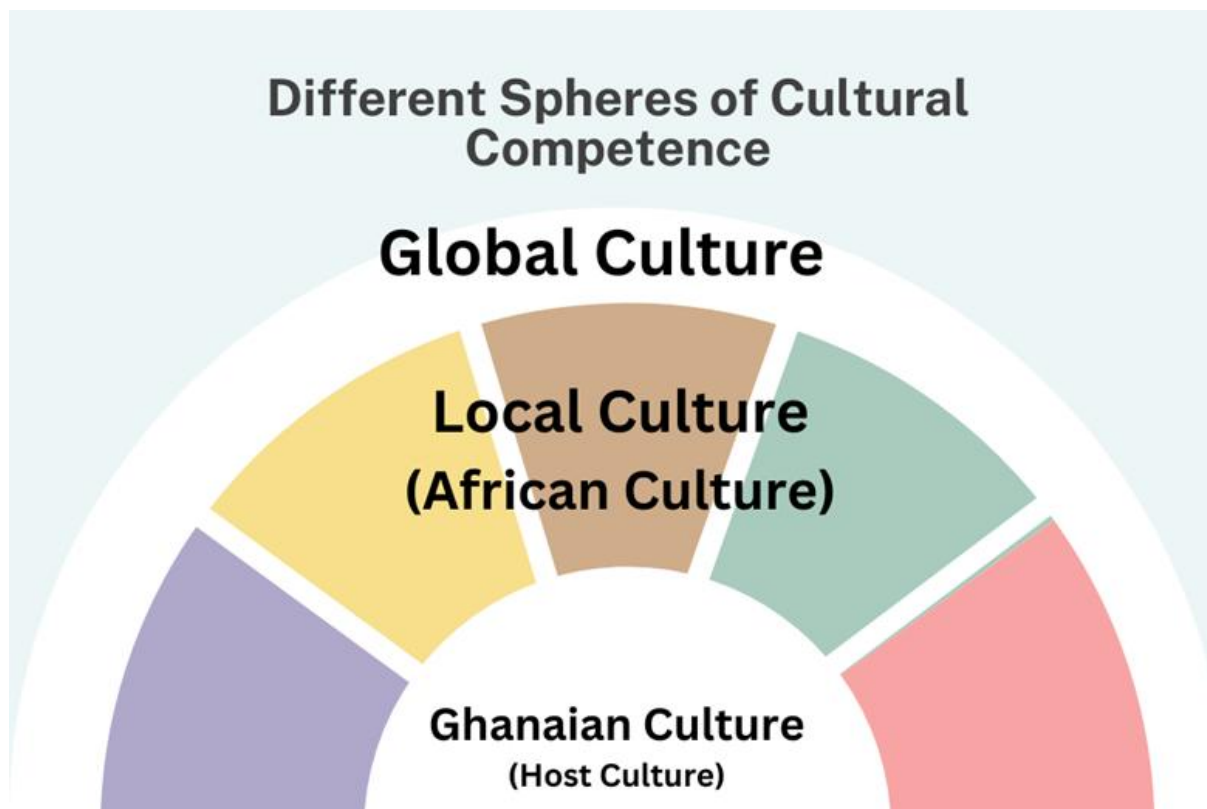 Different Spheres of Cultural
Competence
Global Culture
Local Culture
(African Culture)
Ghanaian Culture
(Host Culture)